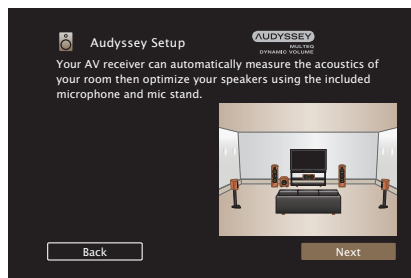 Audyssey Setup
AUDYSSEY
MULTEQ
DYNAMIC VOLUME
Your AV receiver can automatically measure the acoustics of
your room then optimize your speakers using the included
microphone and mic stand.
Back
Next